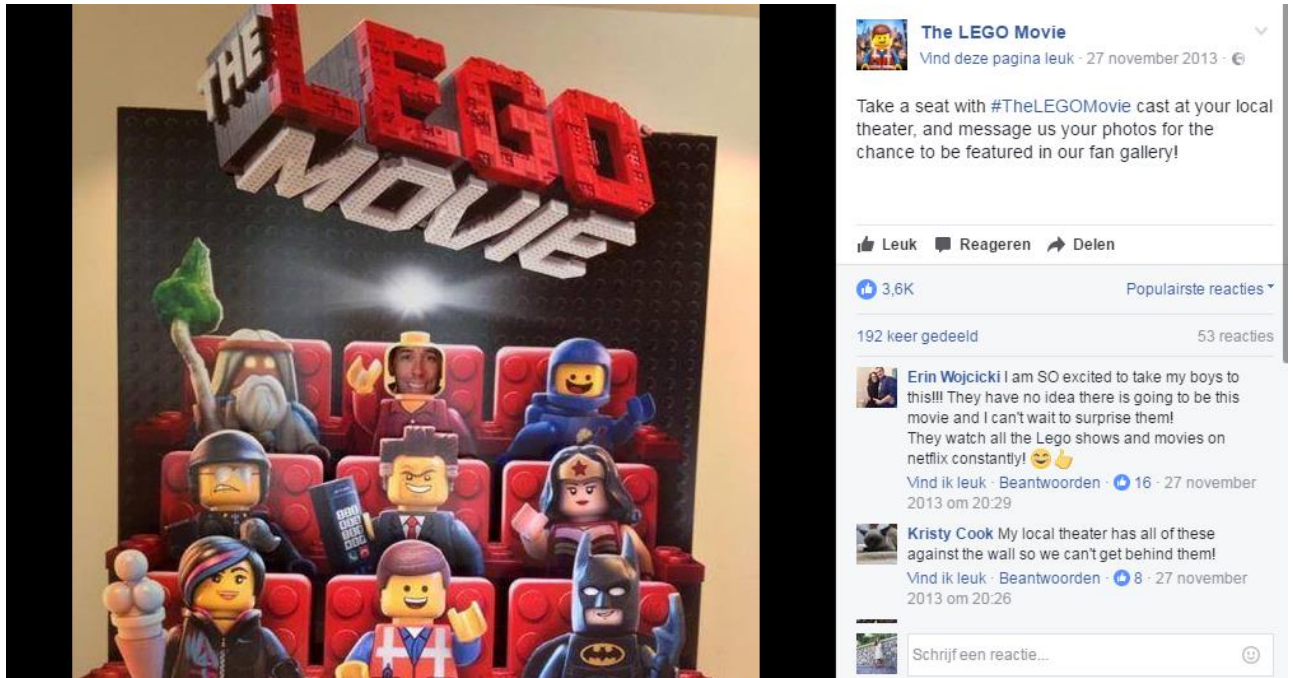 THE
LEGO
MOVIE
The LEGO Movie
Vind deze pagina leuk · 27 november 2013 ·
Take a seat with #TheLEGOMovie cast at your local
theater, and message us your photos for the
chance to be featured in our fan gallery!
Leuk Reageren Delen
3,6K Populairste reacties
192 keer gedeeld 53 reacties
Erin Wojcicki I am SO excited to take my boys to
this!!! They have no idea there is going to be this
movie and I can't wait to surprise them!
They watch all the Lego shows and movies on
netflix constantly!
Vind ik leuk · Beantwoorden · 16 · 27 november
2013 om 20:29
Kristy Cook My local theater has all of these
against the wall so we can't get behind them!
Vind ik leuk · Beantwoorden · 8 · 27 november
2013 om 20:26
Schrijf een reactie...